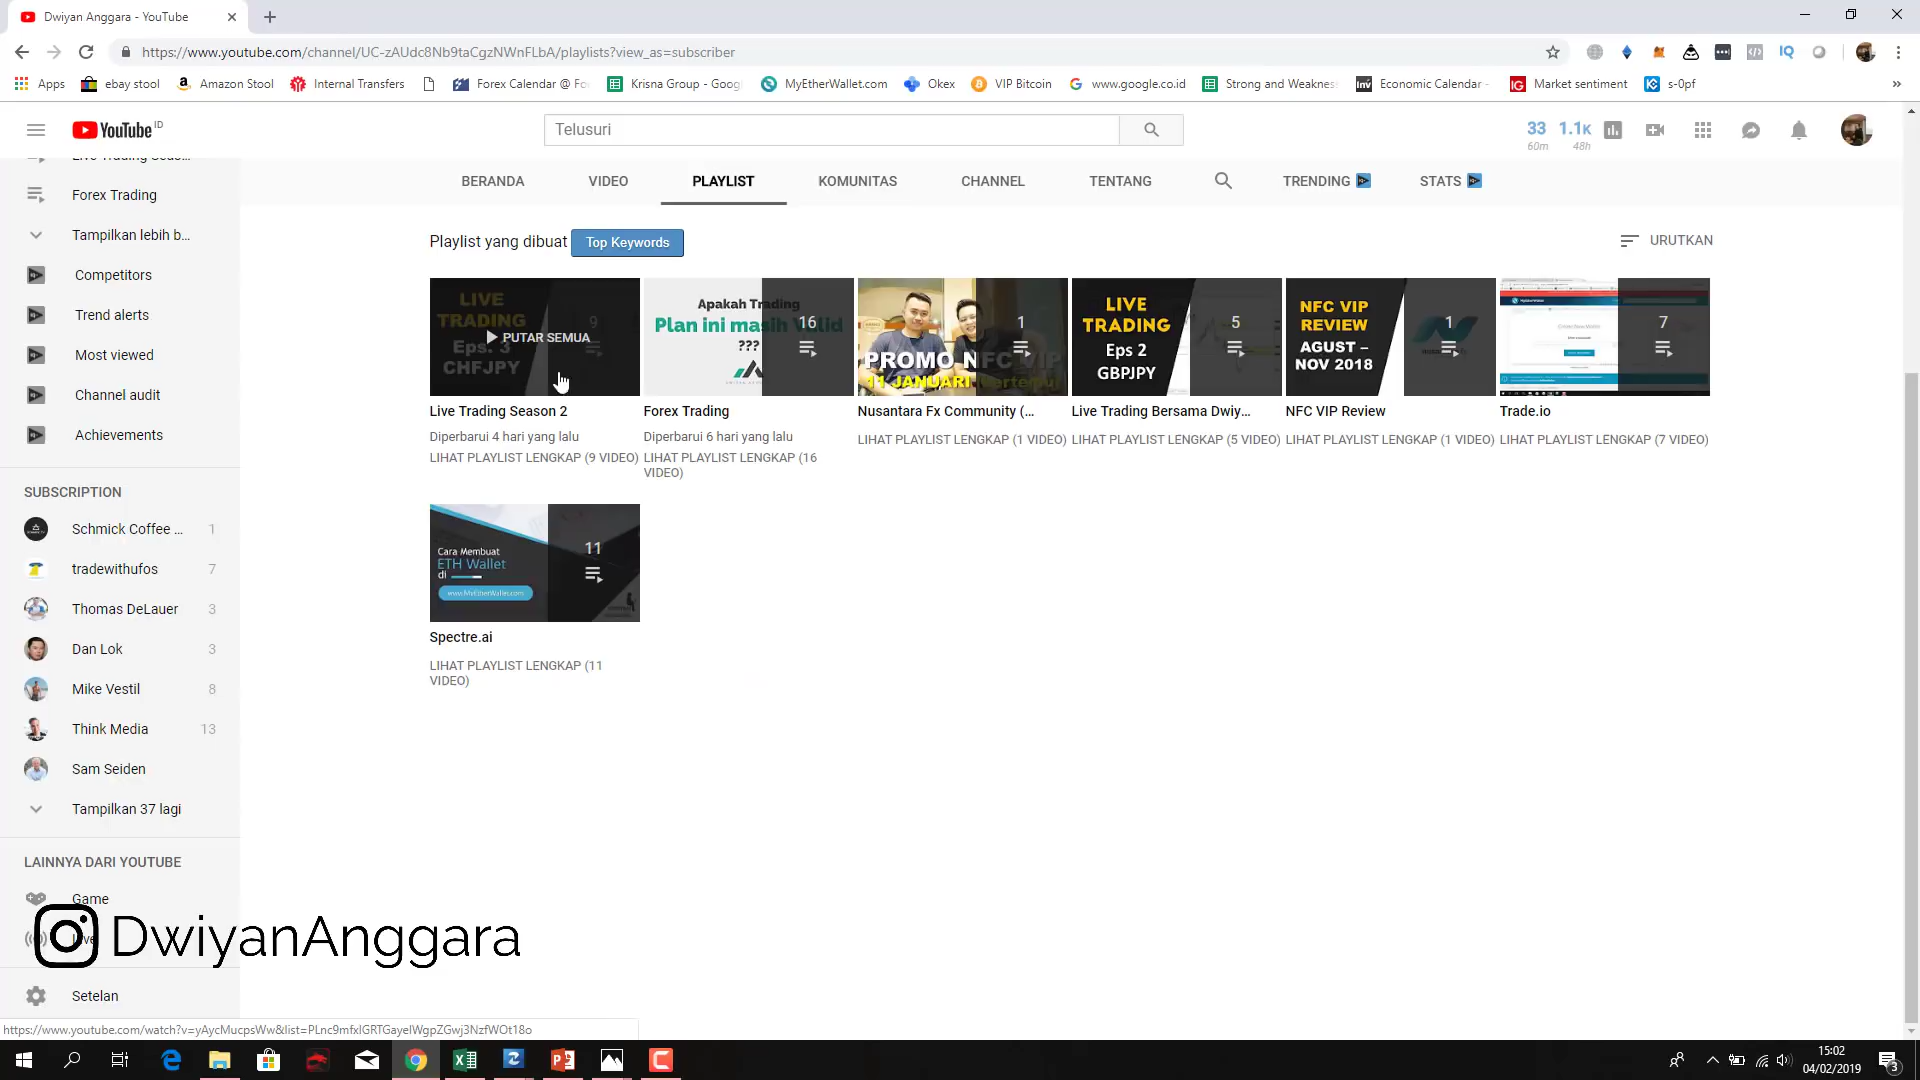 Dwiyan Anggara - YouTube
https://www.youtube.com/channel/UC-zAUdc8Nb9taCgzNWnFLbA/playlists?view_as=subscriber
Apps ebay stool Amazon Stool Internal Transfers Forex Calendar @ Fo Krisna Group - Goog MyEtherWallet.com Okex VIP Bitcoin www.google.co.id Strong and Weakness Economic Calendar - Market sentiment s-0pf
YouTube ID
Telusuri
33 60m
1.1K 48h
Forex Trading
Tampilkan lebih b...
Competitors
Trend alerts
Most viewed
Channel audit
Achievements
SUBSCRIPTION
Schmick Coffee ... 1
tradewithufos 7
Thomas DeLauer 3
Dan Lok 3
Mike Vestil 8
Think Media 13
Sam Seiden
Tampilkan 37 lagi
LAINNYA DARI YOUTUBE
Game
Setelan
BERANDA VIDEO PLAYLIST KOMUNITAS CHANNEL TENTANG TRENDING STATS
Playlist yang dibuat Top Keywords
URUTKAN
LIVE
TRADING
Eps: 3
CHFJPY
9
PUTAR SEMUA
Live Trading Season 2
Diperbarui 4 hari yang lalu
LIHAT PLAYLIST LENGKAP (9 VIDEO)
Apakah Trading
Plan ini masih Valid
???
16
Forex Trading
Diperbarui 6 hari yang lalu
LIHAT PLAYLIST LENGKAP (16
VIDEO)
PROMO NFC VIP
11 JANUARI
1
Nusantara Fx Community (...
LIHAT PLAYLIST LENGKAP (1 VIDEO)
LIVE
TRADING
Eps 2
GBPJPY
5
Live Trading Bersama Dwiy...
LIHAT PLAYLIST LENGKAP (5 VIDEO)
NFC VIP
REVIEW
AGUST –
NOV 2018
1
NFC VIP Review
LIHAT PLAYLIST LENGKAP (1 VIDEO)
7
Trade.io
LIHAT PLAYLIST LENGKAP (7 VIDEO)
Cara Membuat
ETH Wallet
di
www.MyEtherWallet.com
11
Spectre.ai
LIHAT PLAYLIST LENGKAP (11
VIDEO)
DwiyanAnggara
https://www.youtube.com/watch?v=yAycMucpsWw&list=PLnc9mfxIGRTGayeIWgpZGwj3NzfWOt18o
15:02
04/02/2019
3